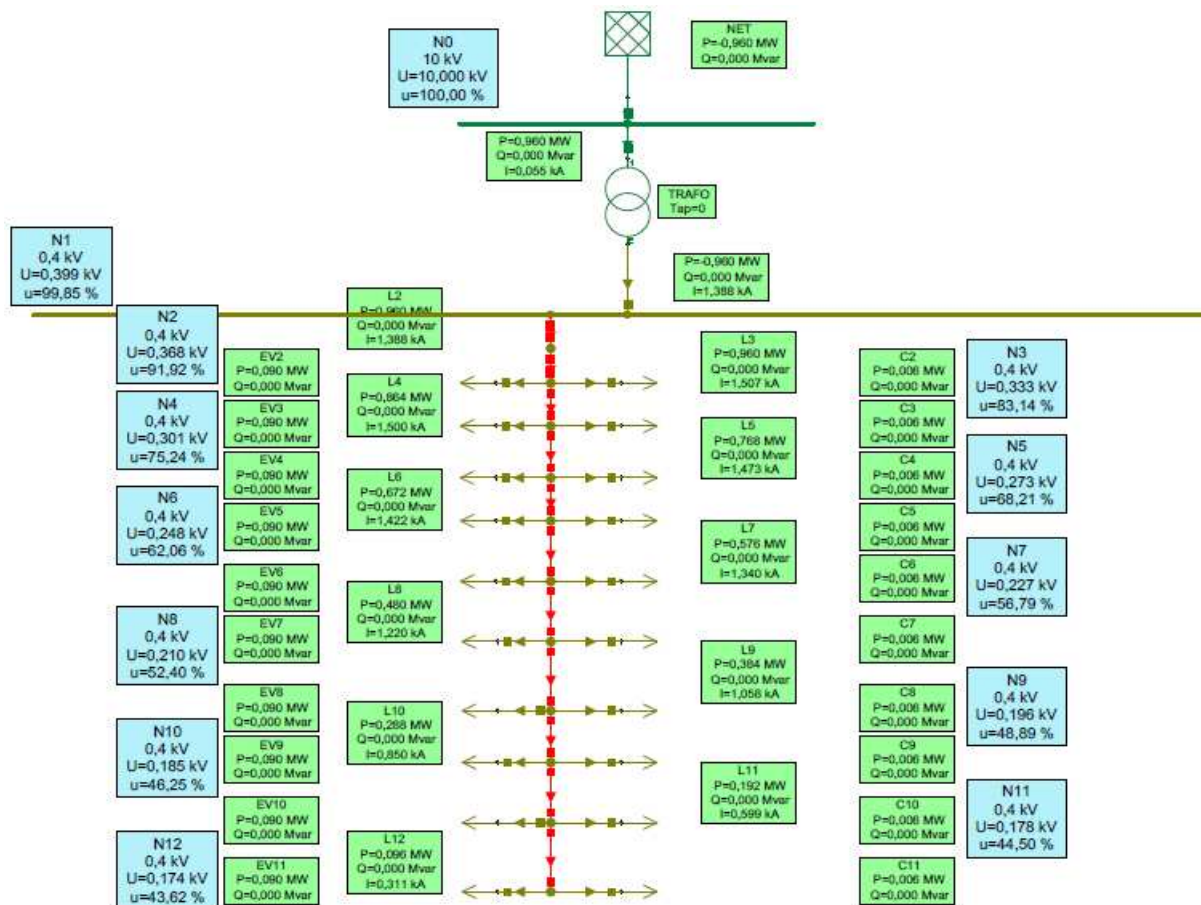 NET
P=-0,960 MW
Q=0,000 Mvar
N0
10 kV
U=10,000 kV
u=100,00 %
P=0,960 MW
Q=0,000 Mvar
I=0,055 kA
TRAFO
Tap=0
N1
0,4 kV
U=0,399 kV
u=99,85 %
P=-0,960 MW
Q=0,000 Mvar
I=1,388 kA
L2
P=0,960 MW
Q=0,000 Mvar
I=1,388 kA
N2
0,4 kV
U=0,368 kV
u=91,92 %
EV2
P=0,090 MW
Q=0,000 Mvar
L3
P=0,960 MW
Q=0,000 Mvar
I=1,507 kA
C2
P=0,006 MW
Q=0,000 Mvar
N3
0,4 kV
U=0,333 kV
u=83,14 %
L4
P=0,864 MW
Q=0,000 Mvar
I=1,500 kA
N4
0,4 kV
U=0,301 kV
u=75,24 %
EV3
P=0,090 MW
Q=0,000 Mvar
C3
P=0,006 MW
Q=0,000 Mvar
L5
P=0,768 MW
Q=0,000 Mvar
I=1,473 kA
N5
0,4 kV
U=0,273 kV
u=68,21 %
EV4
P=0,090 MW
Q=0,000 Mvar
C4
P=0,006 MW
Q=0,000 Mvar
L6
P=0,672 MW
Q=0,000 Mvar
I=1,422 kA
N6
0,4 kV
U=0,248 kV
u=62,06 %
EV5
P=0,090 MW
Q=0,000 Mvar
C5
P=0,006 MW
Q=0,000 Mvar
L7
P=0,576 MW
Q=0,000 Mvar
I=1,340 kA
N7
0,4 kV
U=0,227 kV
u=56,79 %
EV6
P=0,090 MW
Q=0,000 Mvar
C6
P=0,006 MW
Q=0,000 Mvar
L8
P=0,480 MW
Q=0,000 Mvar
I=1,220 kA
N8
0,4 kV
U=0,210 kV
u=52,40 %
EV7
P=0,090 MW
Q=0,000 Mvar
C7
P=0,006 MW
Q=0,000 Mvar
L9
P=0,384 MW
Q=0,000 Mvar
I=1,058 kA
N9
0,4 kV
U=0,196 kV
u=48,89 %
EV8
P=0,090 MW
Q=0,000 Mvar
C8
P=0,006 MW
Q=0,000 Mvar
L10
P=0,288 MW
Q=0,000 Mvar
I=0,850 kA
N10
0,4 kV
U=0,185 kV
u=46,25 %
EV9
P=0,090 MW
Q=0,000 Mvar
C9
P=0,006 MW
Q=0,000 Mvar
L11
P=0,192 MW
Q=0,000 Mvar
I=0,599 kA
N11
0,4 kV
U=0,178 kV
u=44,50 %
EV10
P=0,090 MW
Q=0,000 Mvar
C10
P=0,006 MW
Q=0,000 Mvar
L12
P=0,096 MW
Q=0,000 Mvar
I=0,311 kA
N12
0,4 kV
U=0,174 kV
u=43,62 %
EV11
P=0,090 MW
Q=0,000 Mvar
C11
P=0,006 MW
Q=0,000 Mvar